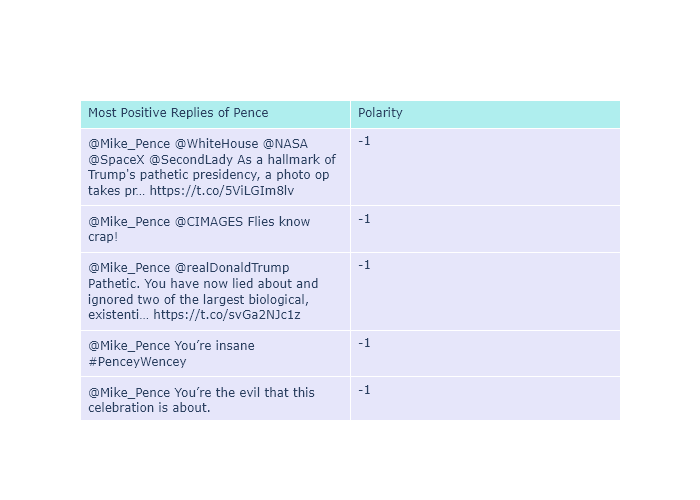 Most Positive Replies of Pence Polarity
@Mike_Pence @WhiteHouse @NASA -1
@SpaceX @SecondLady As a hallmark of
Trump's pathetic presidency, a photo op
takes pr… https://t.co/5ViLGIm8lv
@Mike_Pence @CIMAGES Flies know -1
crap!
@Mike_Pence @realDonaldTrump -1
Pathetic. You have now lied about and
ignored two of the largest biological,
existenti… https://t.co/svGa2NJc1z
@Mike_Pence You’re insane -1
#PenceyWencey
@Mike_Pence You’re the evil that this -1
celebration is about.